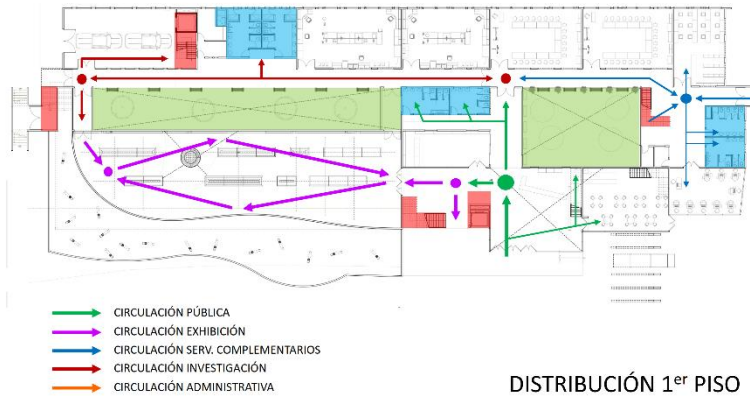 CIRCULACIÓN PÚBLICA
CIRCULACIÓN EXHIBICIÓN
CIRCULACIÓN SERV. COMPLEMENTARIOS
CIRCULACIÓN INVESTIGACIÓN
CIRCULACIÓN ADMINISTRATIVA
DISTRIBUCIÓN 1er PISO